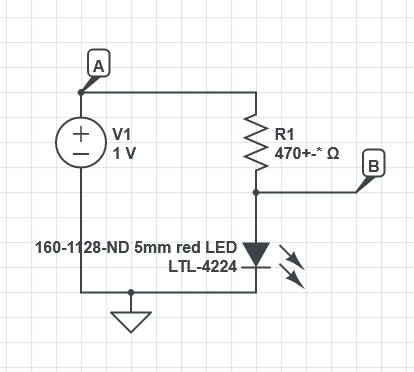 A
V1
1 V
R1
470+-* Ω
B
160-1128-ND 5mm red LED
LTL-4224